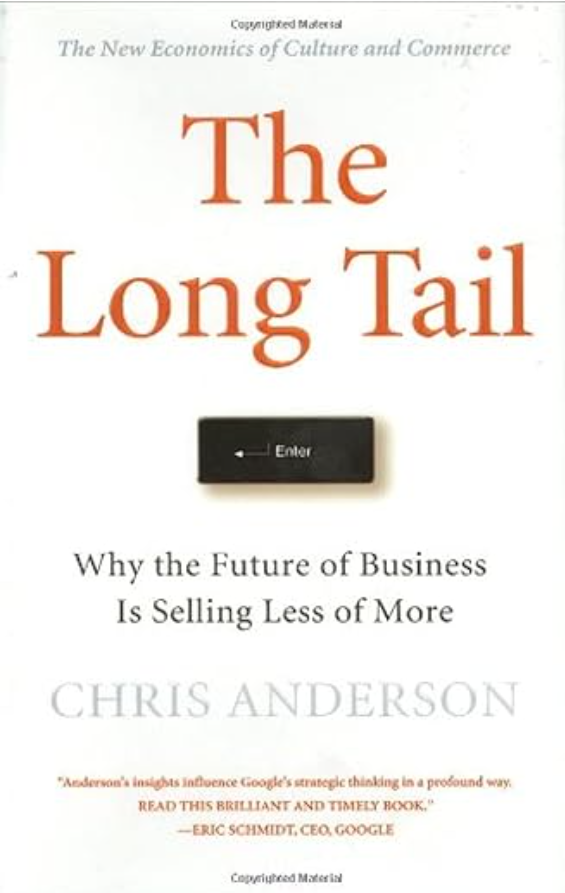 Copyrighted Material
The New Economics of Culture and Commerce
The
Long Tail
Enter
Why the Future of Business
Is Selling Less of More
CHRIS ANDERSON
"Anderson's insights influence Google's strategic thinking in a profound way.
READ THIS BRILLIANT AND TIMELY BOOK."
—ERIC SCHMIDT, CEO, GOOGLE
Copyrighted Material